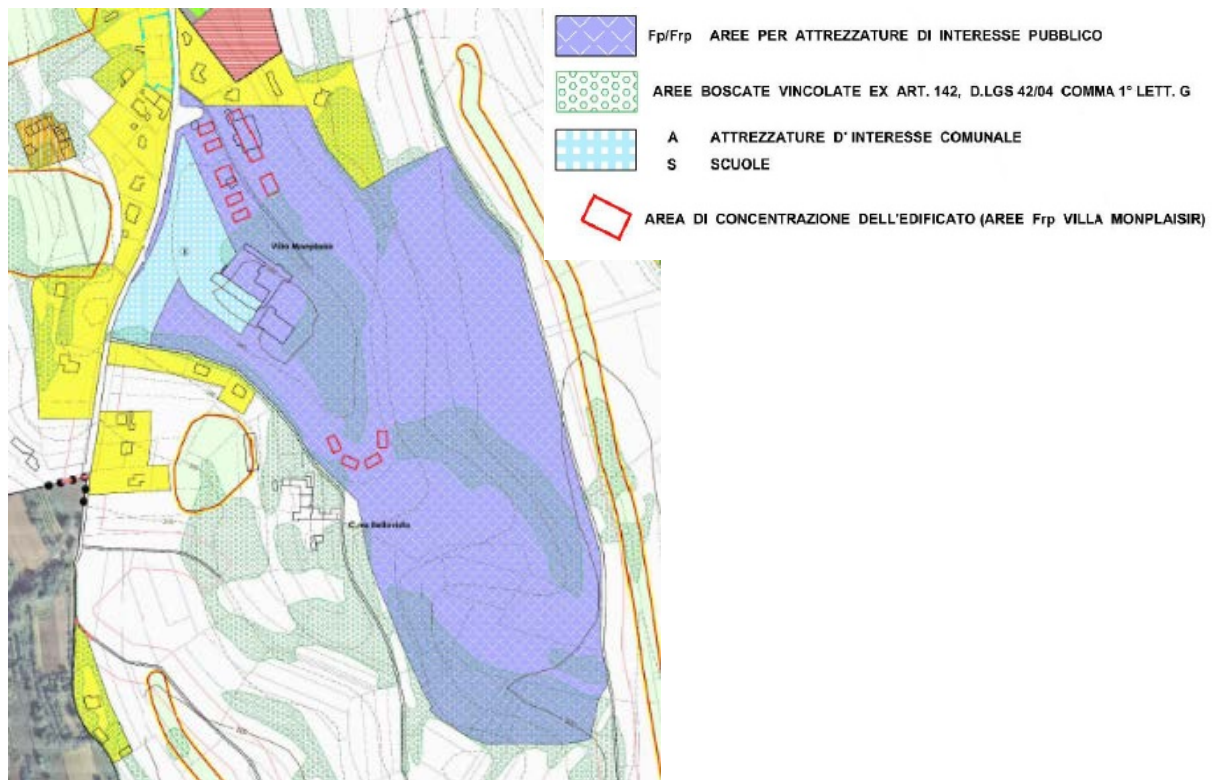 Fp/Frp AREE PER ATTREZZATURE DI INTERESSE PUBBLICO
AREE BOSCATE VINCOLATE EX ART. 142, D.LGS 42/04 COMMA 1° LETT. G
A ATTREZZATURE D' INTERESSE COMUNALE
S SCUOLE
AREA DI CONCENTRAZIONE DELL'EDIFICATO (AREE Frp VILLA MONPLAISIR)
Villa Monplaisir
C.na Bellavista